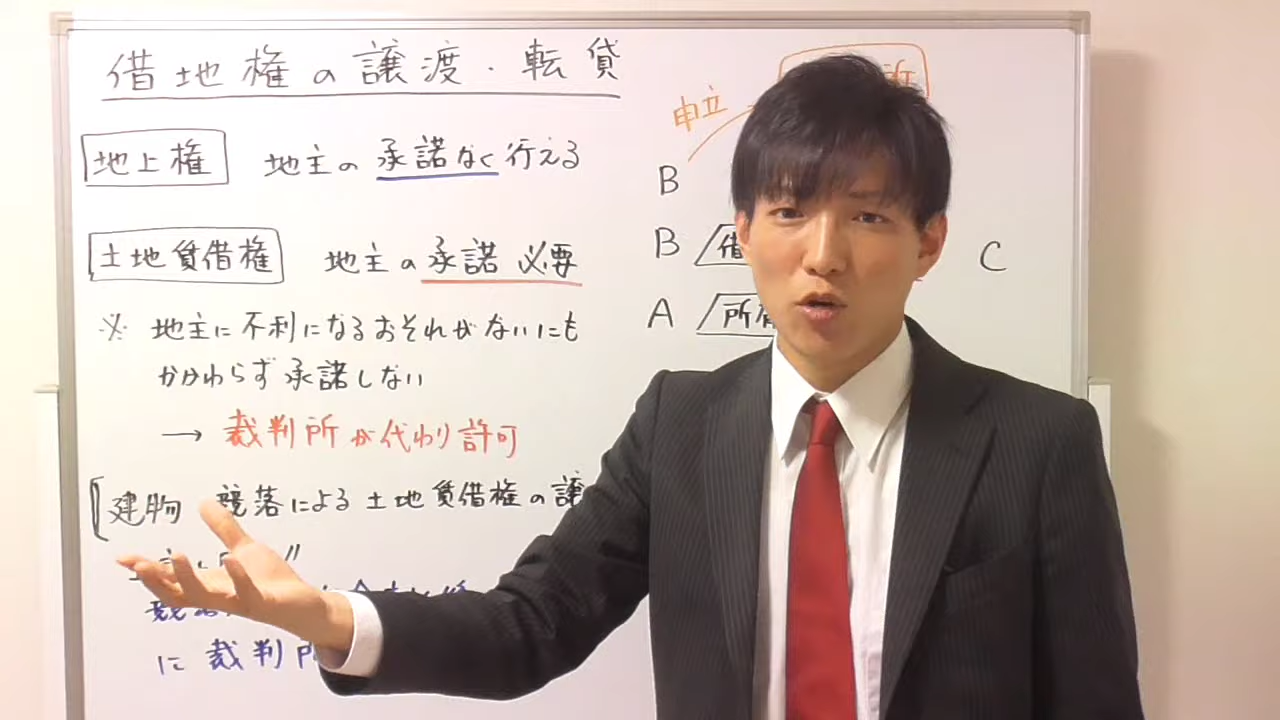 借地権の譲渡・転貸
地上権 地主の承諾なく行える
土地賃借権 地主の承諾必要
※ 地主に不利になるおそれがないにも
かかわらず承諾しない
→ 裁判所が代わり許可
建物 競落による土地賃借権の譲
に 裁判
申立
B
B 借
C
A 所有